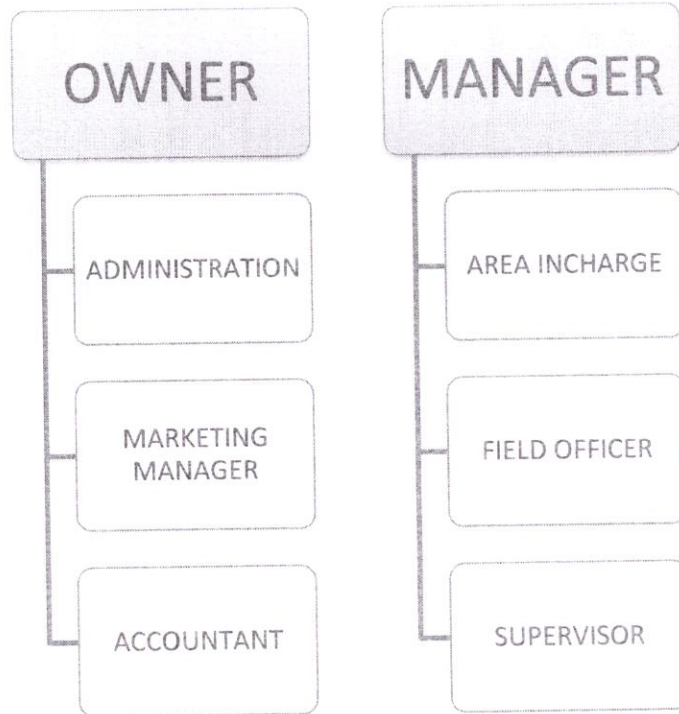 OWNER
ADMINISTRATION
MARKETING
MANAGER
ACCOUNTANT
MANAGER
AREA INCHARGE
FIELD OFFICER
SUPERVISOR